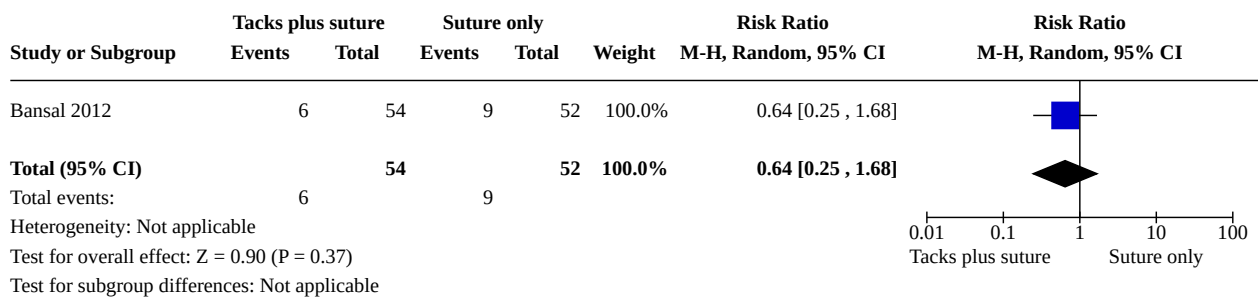 Tacks plus suture Suture only Risk Ratio Risk Ratio
Study or Subgroup Events Total Events Total Weight M-H, Random, 95% CI M-H, Random, 95% CI
Bansal 2012 6 54 9 52 100.0% 0.64 [0.25 , 1.68]
Total (95% CI) 54 52 100.0% 0.64 [0.25 , 1.68]
Total events: 6 9
Heterogeneity: Not applicable
Test for overall effect: Z = 0.90 (P = 0.37)
Test for subgroup differences: Not applicable
0.01 0.1 1 10 100
Tacks plus suture Suture only